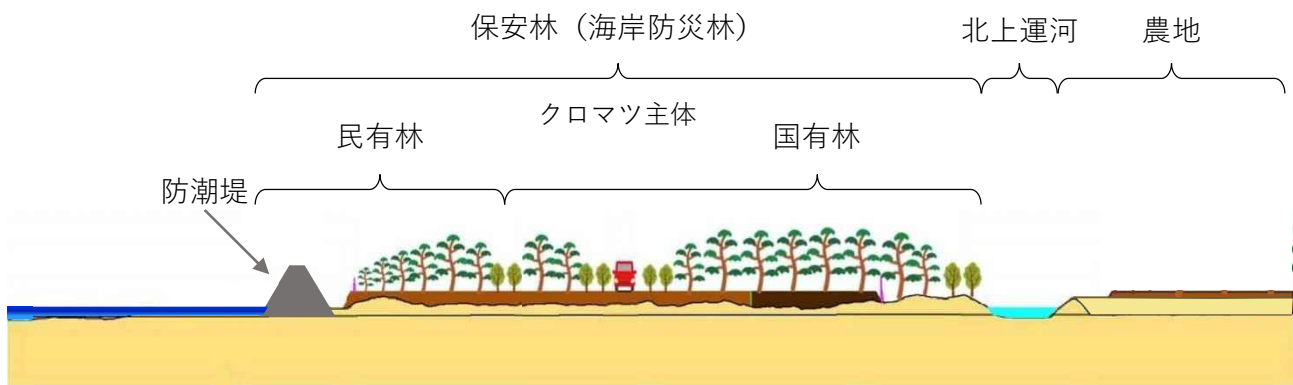 保安林（海岸防災林）
北上運河
農地
クロマツ主体
民有林
国有林
防潮堤